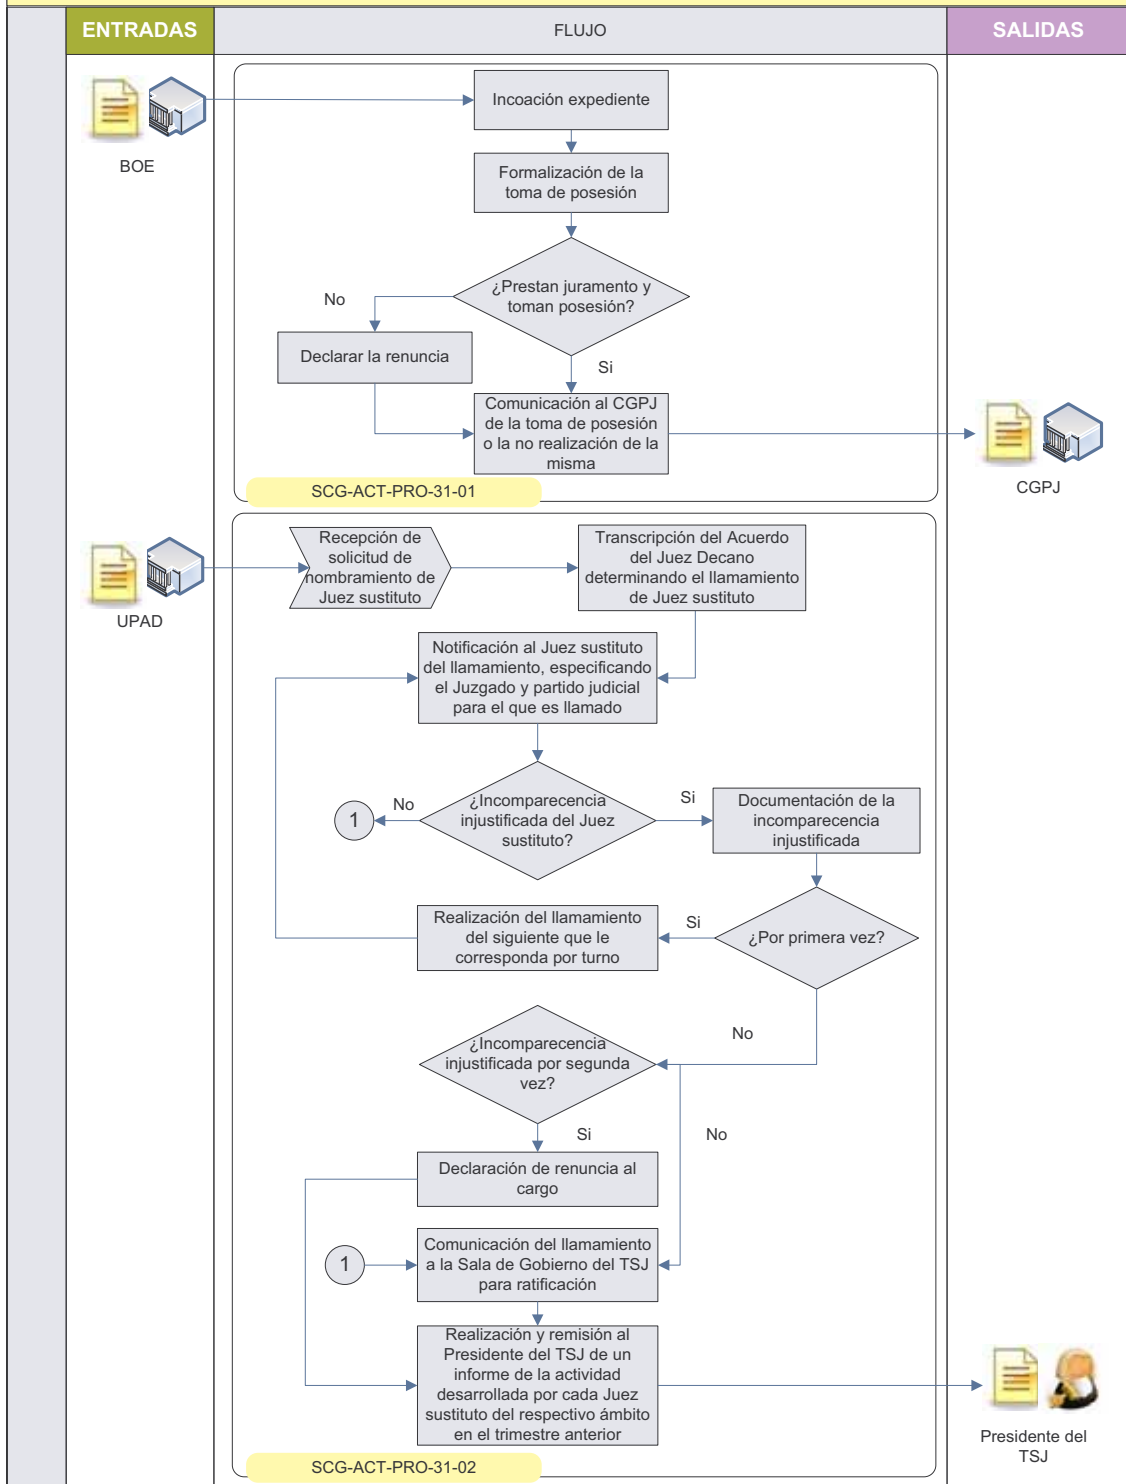 ENTRADAS
FLUJO
SALIDAS
BOE
Incoación expediente
Formalización de la
toma de posesión
¿Prestan juramento y
toman posesión?
No
Declarar la renuncia
Si
Comunicación al CGPJ
de la toma de posesión
o la no realización de la
misma
CGPJ
SCG-ACT-PRO-31-01
UPAD
Recepción de
solicitud de
nombramiento de
Juez sustituto
Transcripción del Acuerdo
del Juez Decano
determinando el llamamiento
de Juez sustituto
Notificación al Juez sustituto
del llamamiento, especificando
el Juzgado y partido judicial
para el que es llamado
¿Incomparecencia
injustificada del Juez
sustituto?
No
1
Si
Documentación de la
incomparecencia
injustificada
¿Por primera vez?
Si
Realización del llamamiento
del siguiente que le
corresponda por turno
No
¿Incomparecencia
injustificada por segunda
vez?
Si
No
Declaración de renuncia al
cargo
1
Comunicación del llamamiento
a la Sala de Gobierno del TSJ
para ratificación
Realización y remisión al
Presidente del TSJ de un
informe de la actividad
desarrollada por cada Juez
sustituto del respectivo ámbito
en el trimestre anterior
Presidente del
TSJ
SCG-ACT-PRO-31-02